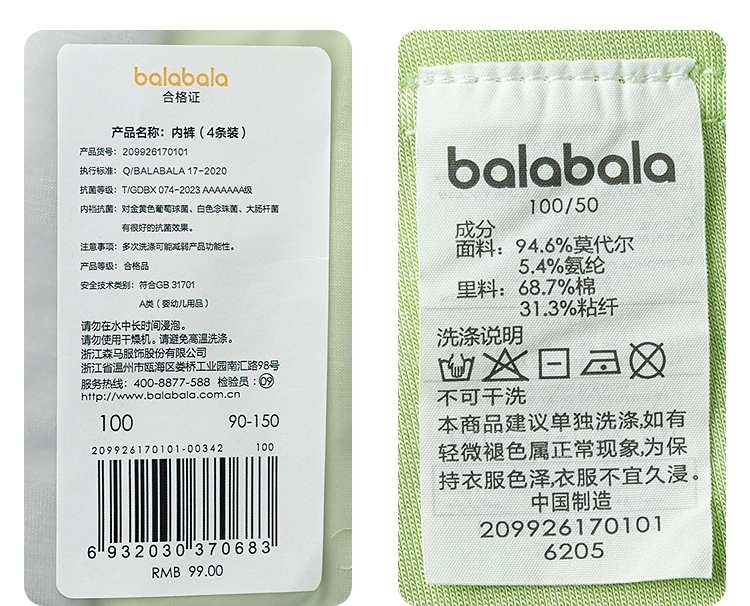 balabala
合格证
产品名称：内裤（4条装）
产品货号：209926170101
执行标准：Q/BALABALA 17-2020
抗菌等级：T/GDBX 074-2023 AAAAAAA级
内裆抗菌：对金黄色葡萄球菌、白色念珠菌、大肠杆菌
有很好的抗菌效果。
注意事项：多次洗涤可能减弱产品功能性。
产品等级：合格品
安全技术类别：符合GB 31701
A类（婴幼儿用品）
请勿在水中长时间浸泡。
请勿使用干燥机。请避免高温洗涤。
浙江森马服饰股份有限公司
浙江省温州市瓯海区娄桥工业园南汇路98号
服务热线：400-8877-588 检验员：09
http://www.balabala.com.cn
100 90-150
209926170101-00342 100
6 932030 370683
RMB 99.00
balabala
100/50
成分
面料：94.6%莫代尔
5.4%氨纶
里料：68.7%棉
31.3%粘纤
洗涤说明
不可干洗
本商品建议单独洗涤,如有
轻微褪色属正常现象,为保
持衣服色泽,衣服不宜久浸。
中国制造
209926170101
6205